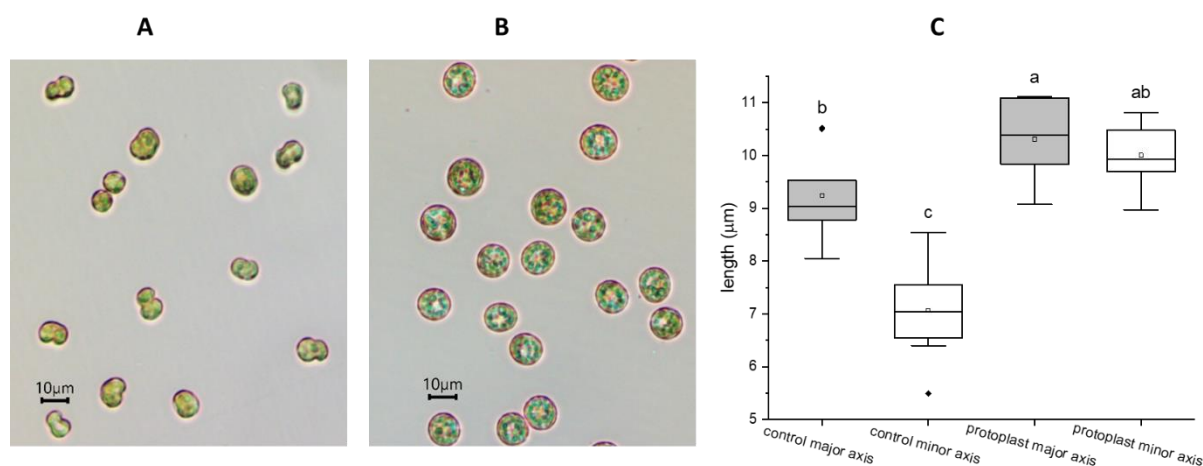 A
B
C
10µm
10µm
length (µm)
11
10
9
8
7
6
5
b
c
a
ab
control major axis
control minor axis
protoplast major axis
protoplast minor axis